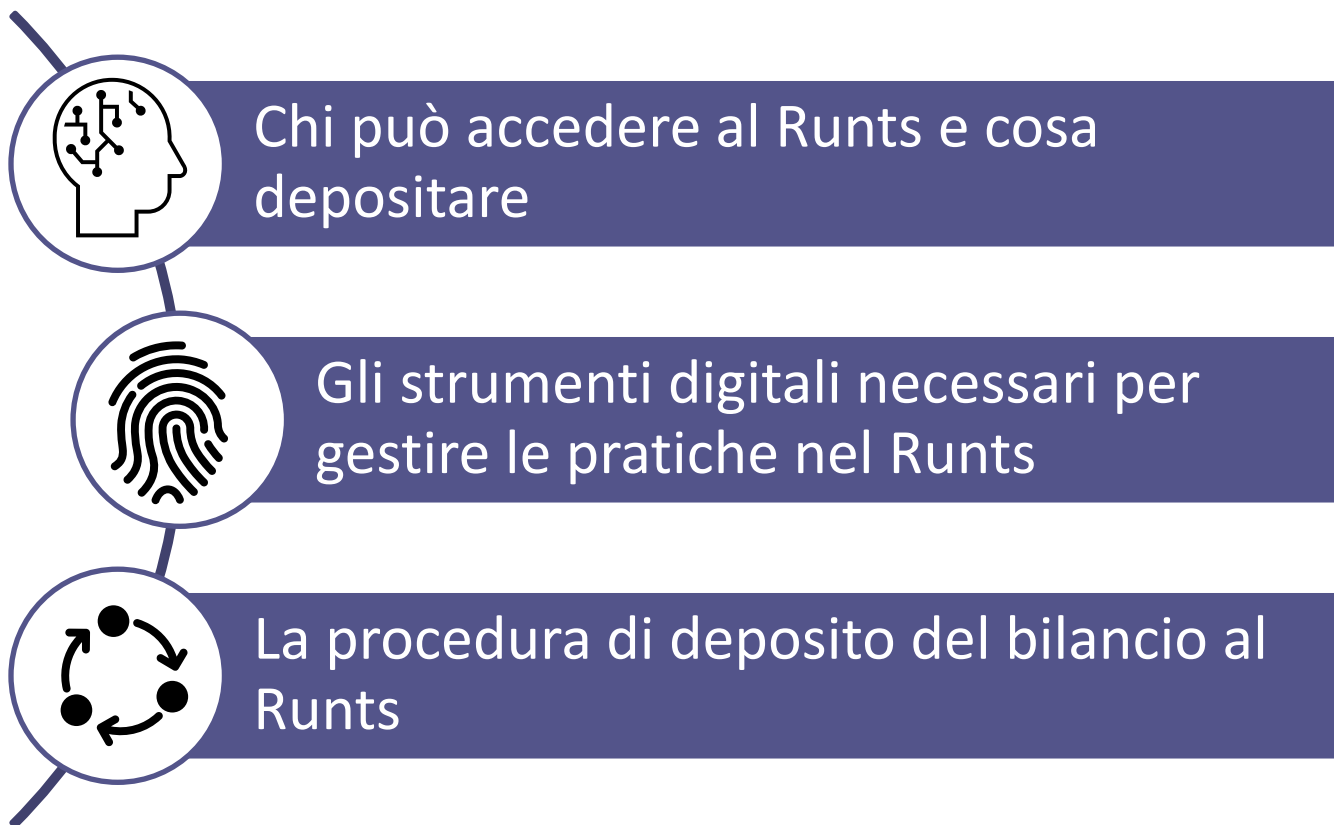 Chi può accedere al Runts e cosa
depositare
Gli strumenti digitali necessari per
gestire le pratiche nel Runts
La procedura di deposito del bilancio al
Runts